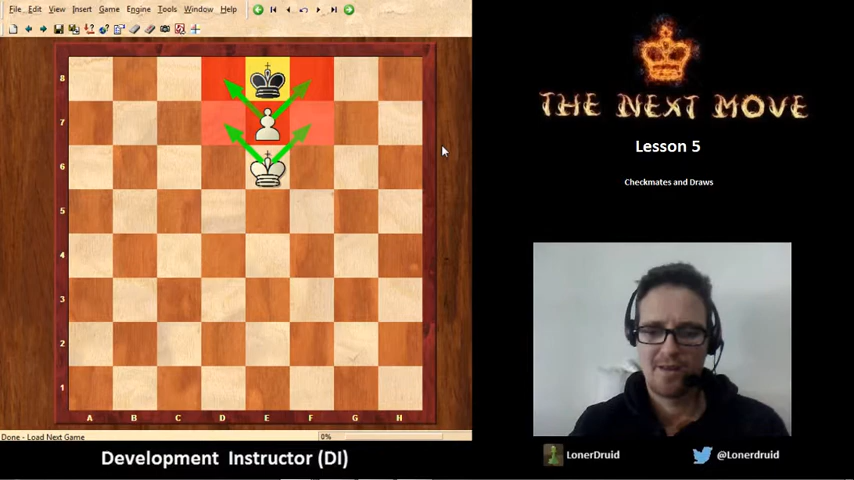 File Edit View Insert Game Engine Tools Window Help
8
7
6
5
4
3
2
1
A B C D E F G H
Done - Load Next Game 0%
THE NEXT MOVE
Lesson 5
Checkmates and Draws
Development Instructor (DI)
LonerDruid @Lonerdruid